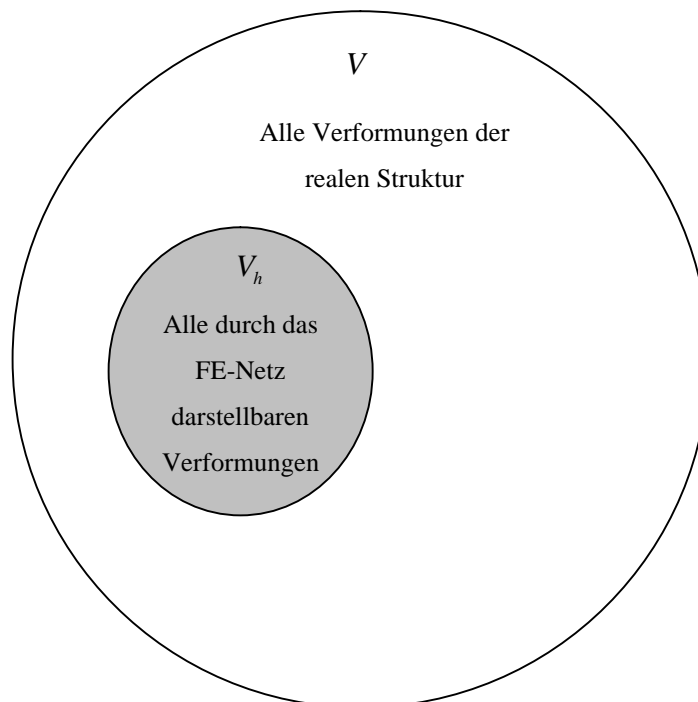 V
Alle Verformungen der
realen Struktur
V_h
Alle durch das
FE-Netz
darstellbaren
Verformungen